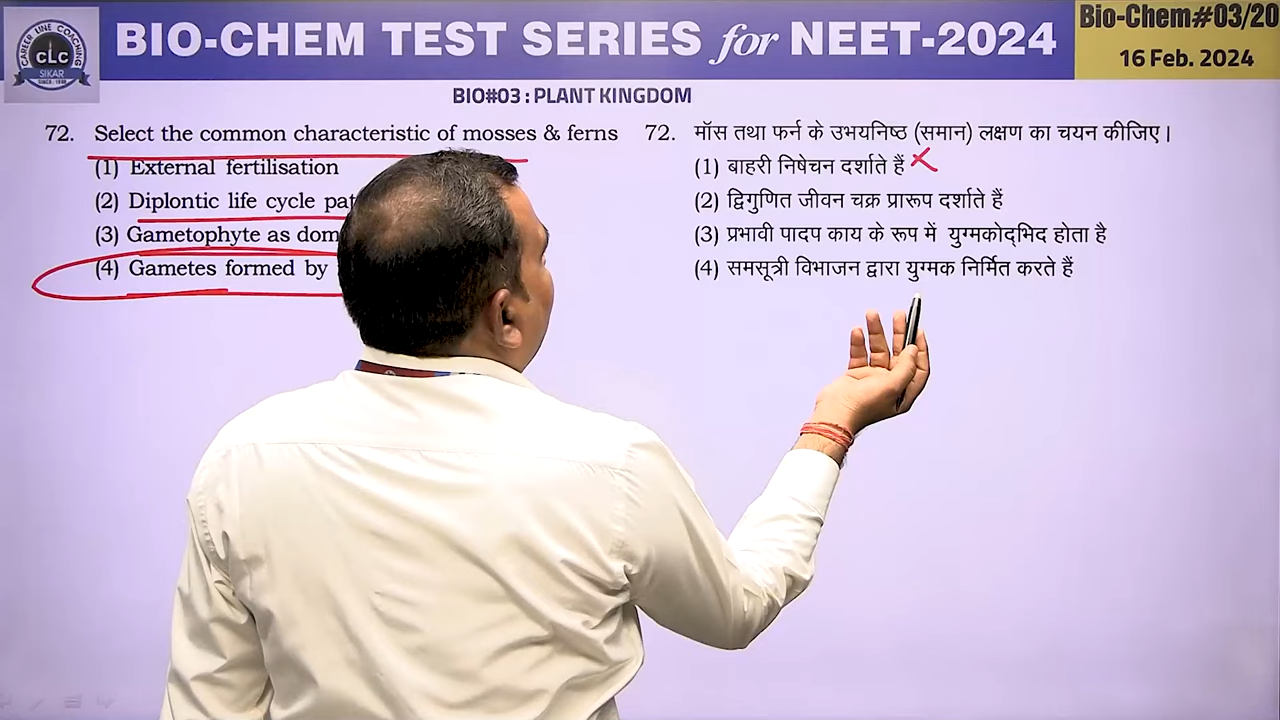 CAREER LINE COACHING
CLC
SIKAR
SINCE : 1996
BIO-CHEM TEST SERIES for NEET-2024
Bio-Chem#03/20
16 Feb. 2024
BIO#03 : PLANT KINGDOM
72. Select the common characteristic of mosses & ferns
(1) External fertilisation
(2) Diplontic life cycle
(3) Gametophyte as
(4) Gametes formed by
72. मॉस तथा फर्न के उभयनिष्ठ (समान) लक्षण का चयन कीजिए।
(1) बाहरी निषेचन दर्शाते हैं
(2) द्विगुणित जीवन चक्र प्रारूप दर्शाते हैं
(3) प्रभावी पादप काय के रूप में युग्मकोद्भिद होता है
(4) समसूत्री विभाजन द्वारा युग्मक निर्मित करते हैं